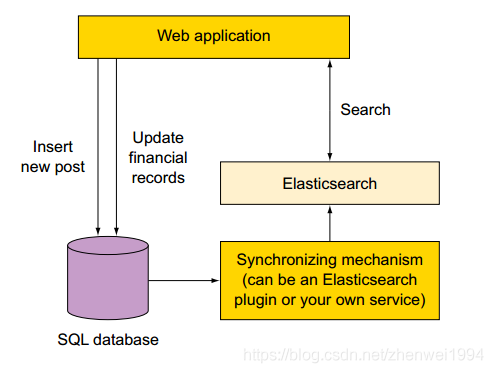 Web application
Insert
new post
Update
financial
records
Search
Elasticsearch
Synchronizing mechanism
(can be an Elasticsearch
plugin or your own service)
SQL database
https://blog.csdn.net/zhenwei1994